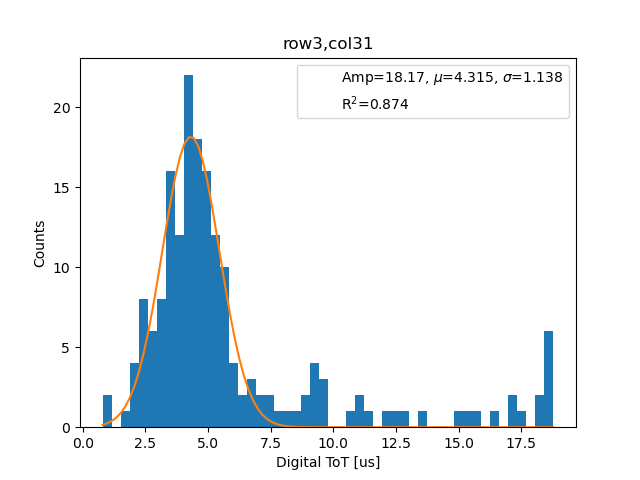 row3,col31
Amp=18.17, μ=4.315, σ=1.138
R²=0.874
Counts
20
15
10
5
0
0.0 2.5 5.0 7.5 10.0 12.5 15.0 17.5
Digital ToT [us]